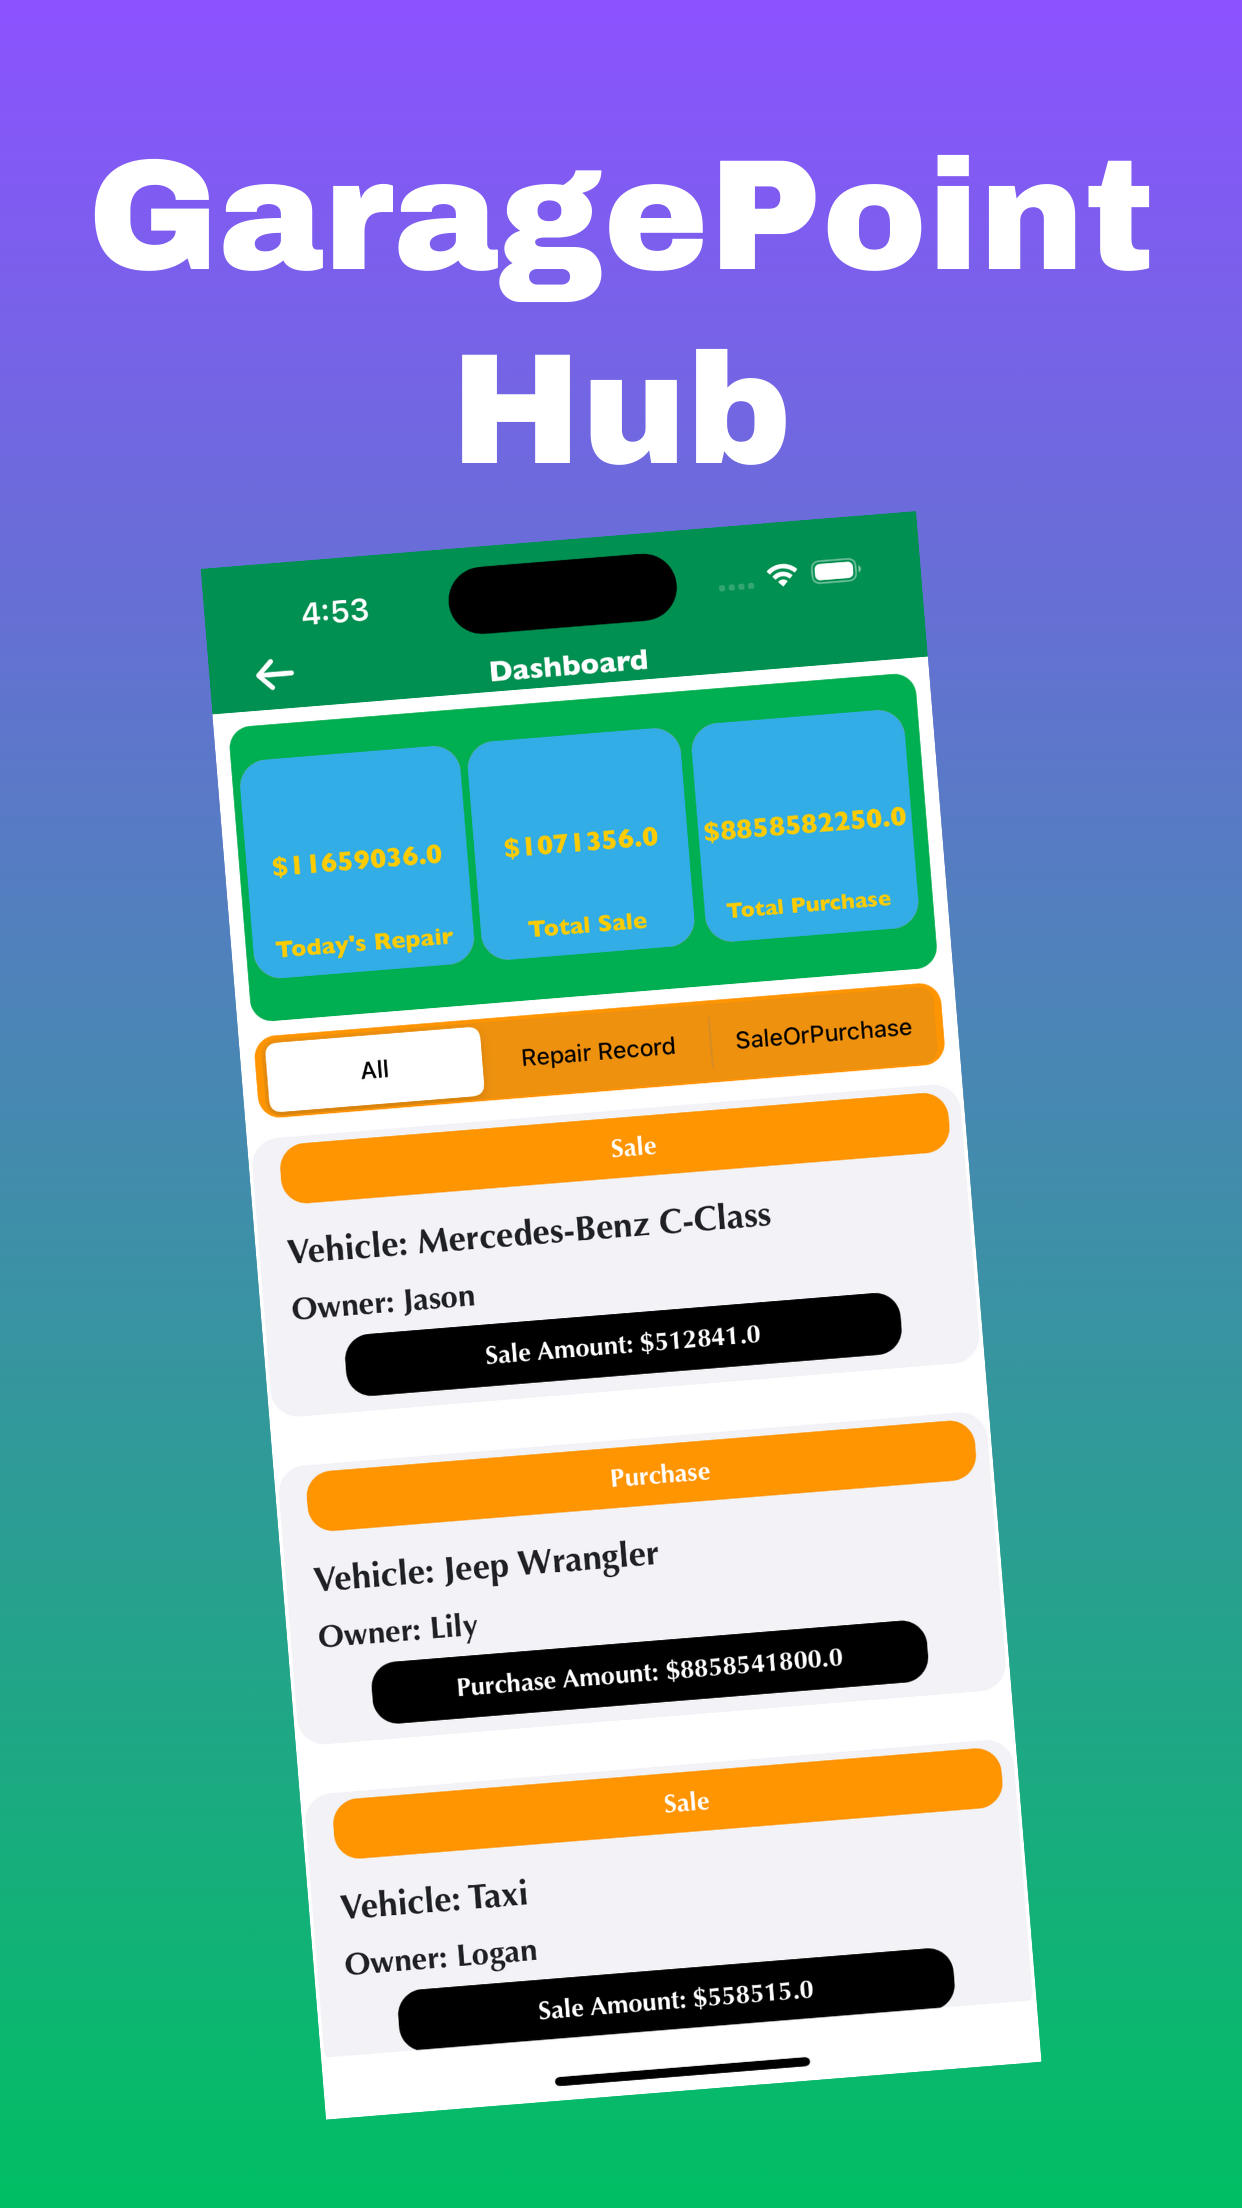 GaragePoint
Hub
4:53
Dashboard
$11659036.0
Today's Repair
$1071356.0
Total Sale
$8858582250.0
Total Purchase
All
Repair Record
SaleOrPurchase
Sale
Vehicle: Mercedes-Benz C-Class
Owner: Jason
Sale Amount: $512841.0
Purchase
Vehicle: Jeep Wrangler
Owner: Lily
Purchase Amount: $8858541800.0
Sale
Vehicle: Taxi
Owner: Logan
Sale Amount: $558515.0